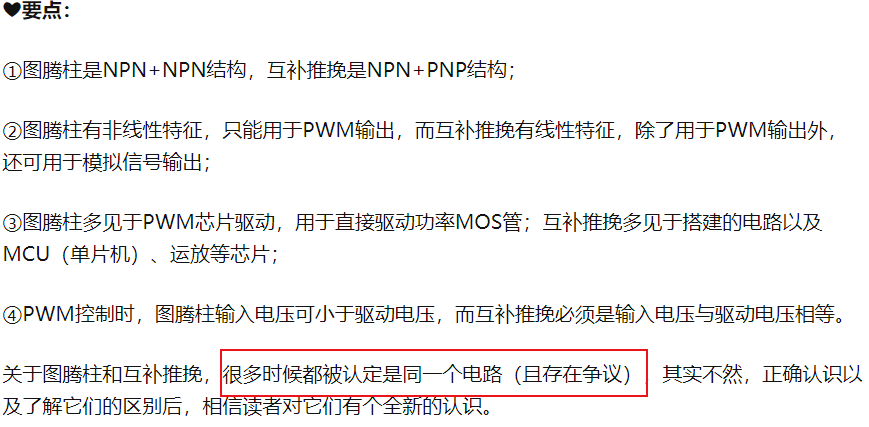 ❤要点：
①图腾柱是NPN+NPN结构，互补推挽是NPN+PNP结构；
②图腾柱有非线性特征，只能用于PWM输出，而互补推挽有线性特征，除了用于PWM输出外，
还可用于模拟信号输出；
③图腾柱多见于PWM芯片驱动，用于直接驱动功率MOS管；互补推挽多见于搭建的电路以及
MCU（单片机）、运放等芯片；
④PWM控制时，图腾柱输入电压可小于驱动电压，而互补推挽必须是输入电压与驱动电压相等。
关于图腾柱和互补推挽，很多时候都被认定是同一个电路（且存在争议），其实不然，正确认识以
及了解它们的区别后，相信读者对它们有个全新的认识。